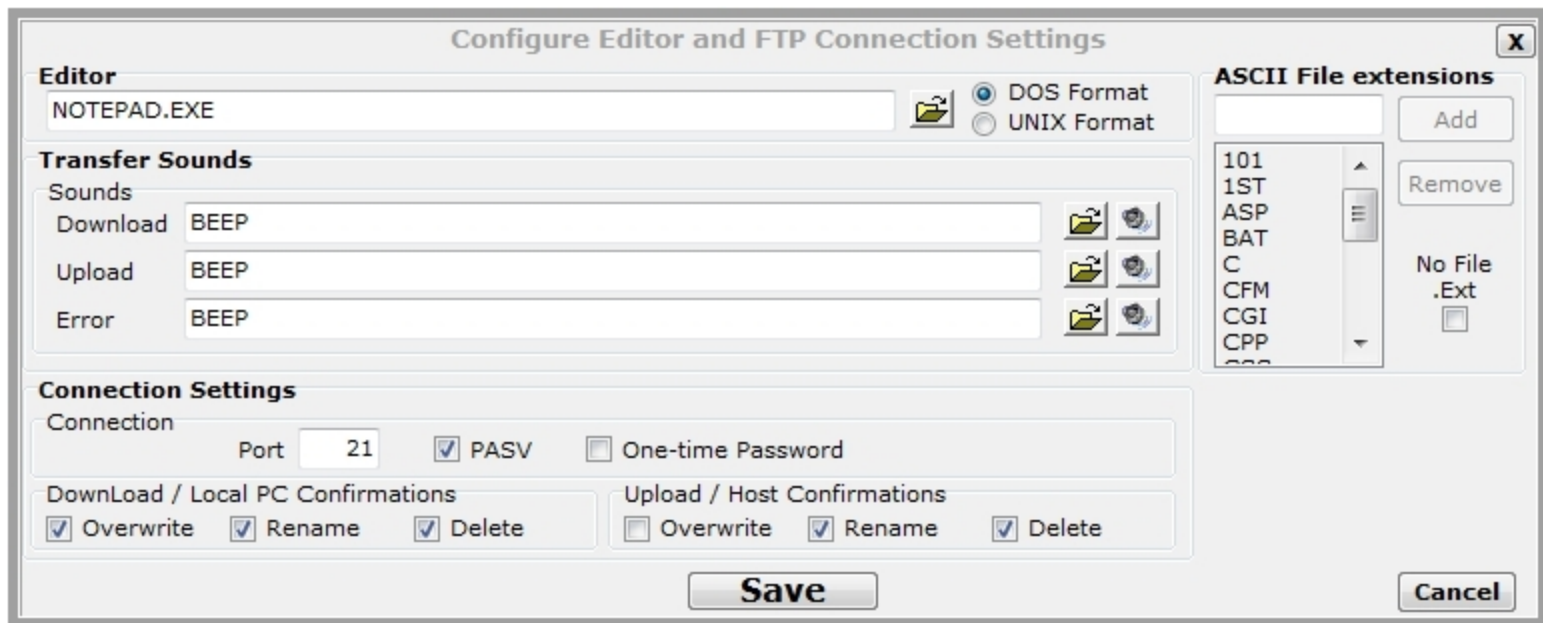 Configure Editor and FTP Connection Settings
X
Editor
NOTEPAD.EXE
DOS Format
UNIX Format
ASCII File extensions
Add
Remove
101
1ST
ASP
BAT
C
CFM
CGI
CPP
No File
.Ext
Transfer Sounds
Sounds
Download BEEP
Upload BEEP
Error BEEP
Connection Settings
Connection
Port 21 PASV One-time Password
DownLoad / Local PC Confirmations
Overwrite Rename Delete
Upload / Host Confirmations
Overwrite Rename Delete
Save
Cancel